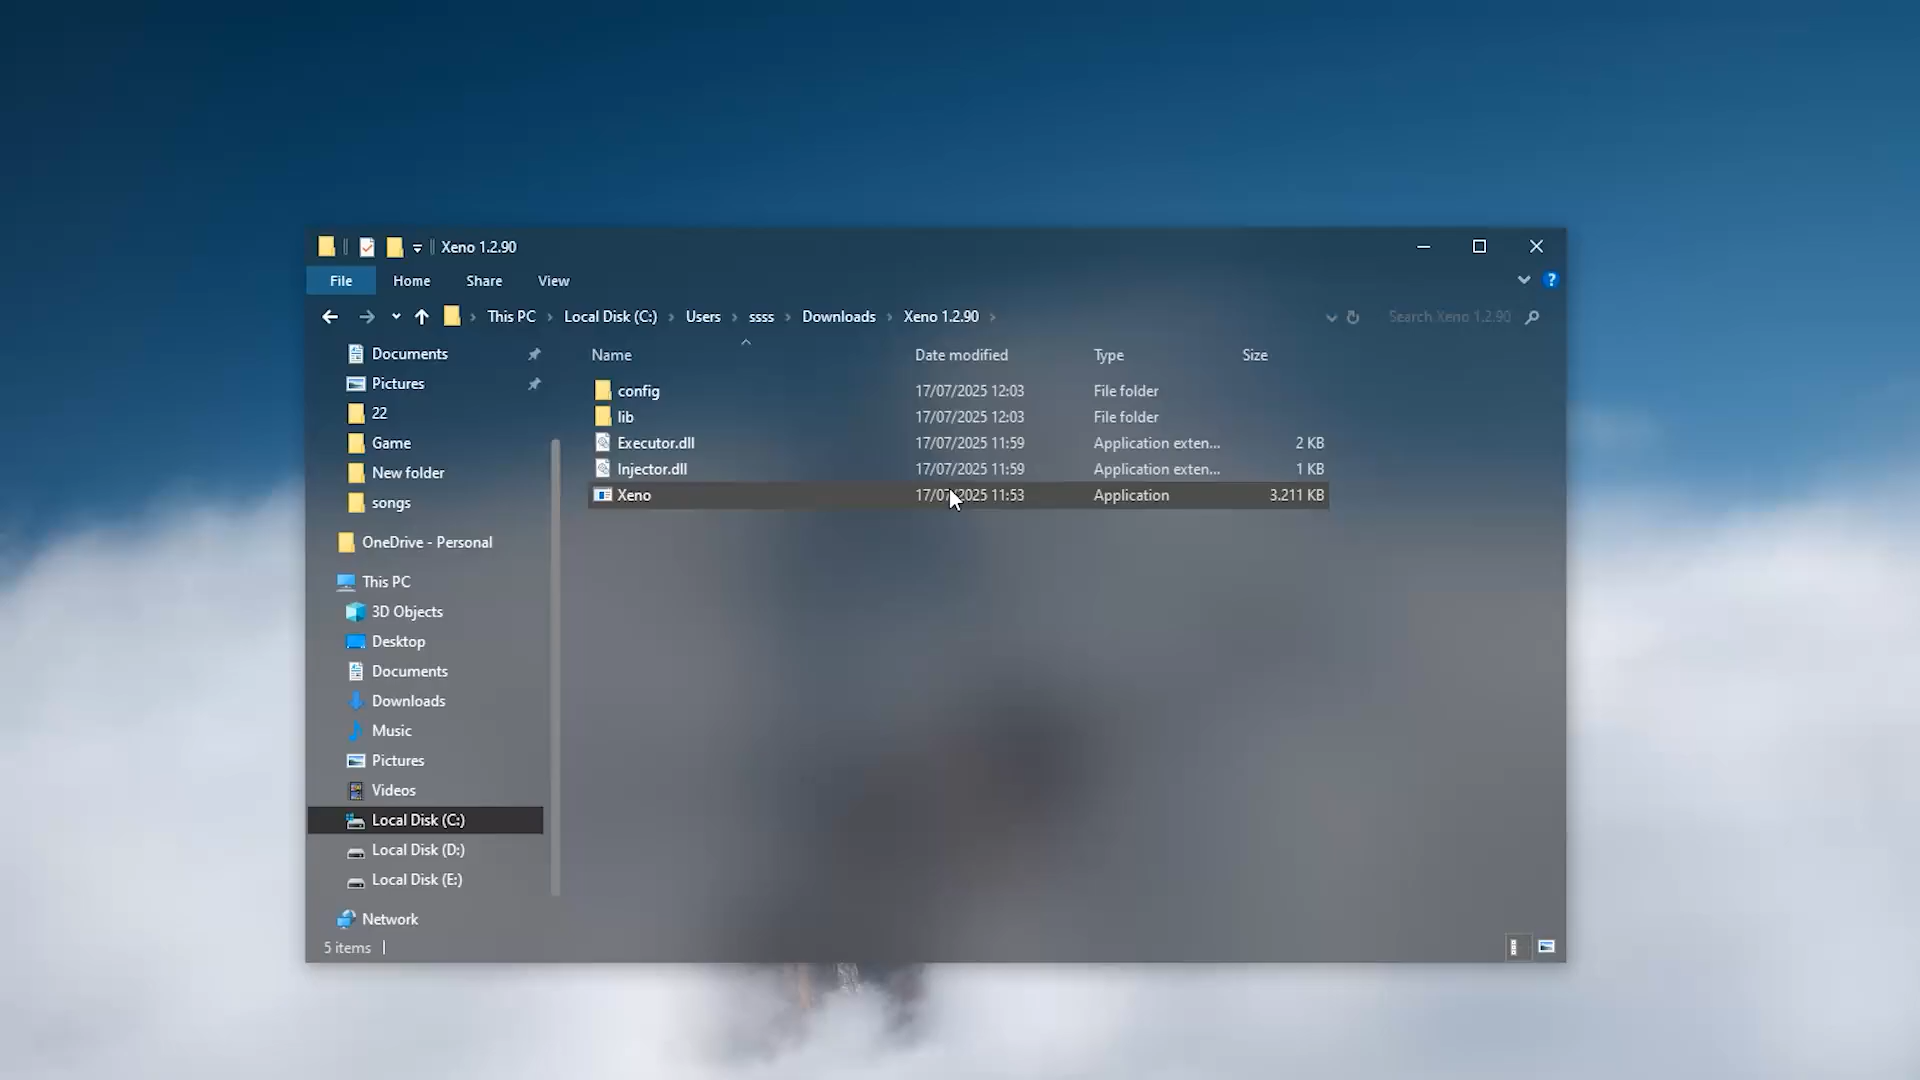 Xeno 1.2.90
File Home Share View
This PC Local Disk (C:) Users ssss Downloads Xeno 1.2.90
Search Xeno 1.2.90
Documents
Pictures
22
Game
New folder
songs
OneDrive - Personal
This PC
3D Objects
Desktop
Documents
Downloads
Music
Pictures
Videos
Local Disk (C:)
Local Disk (D:)
Local Disk (E:)
Network
Name Date modified Type Size
config 17/07/2025 12:03 File folder
lib 17/07/2025 12:03 File folder
Executor.dll 17/07/2025 11:59 Application exten... 2 KB
Injector.dll 17/07/2025 11:59 Application exten... 1 KB
Xeno 17/07/2025 11:53 Application 3.211 KB
5 items